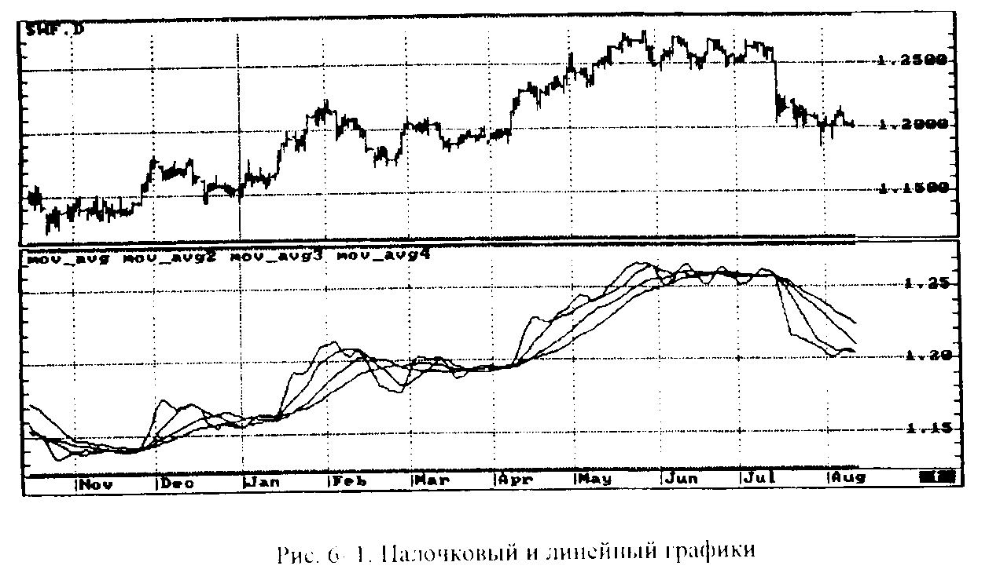 SWF.D
1.2500
1.2000
1.1500
mov_avg mov_avg2 mov_avg3 mov_avg4
1.25
1.20
1.15
|Nov |Dec |Jan |Feb |Mar |Apr |May |Jun |Jul |Aug
Рис. 6- 1. Палочковый и линейный графики